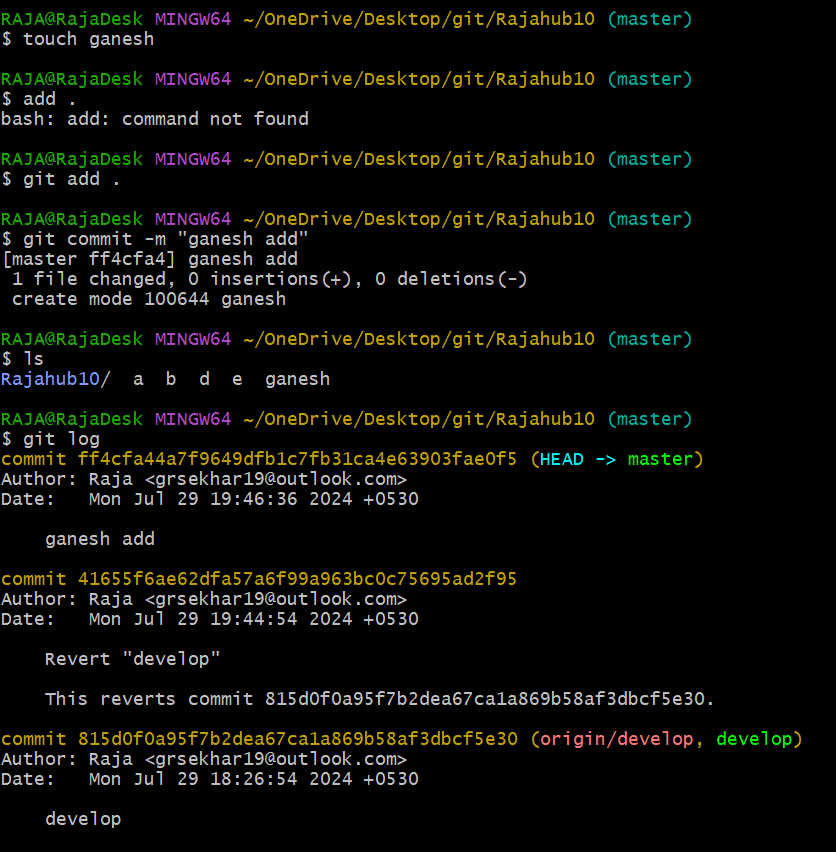 RAJA@RajaDesk MINGW64 ~/OneDrive/Desktop/git/Rajahub10 (master)
$ touch ganesh
RAJA@RajaDesk MINGW64 ~/OneDrive/Desktop/git/Rajahub10 (master)
$ add .
bash: add: command not found
RAJA@RajaDesk MINGW64 ~/OneDrive/Desktop/git/Rajahub10 (master)
$ git add .
RAJA@RajaDesk MINGW64 ~/OneDrive/Desktop/git/Rajahub10 (master)
$ git commit -m "ganesh add"
[master ff4cfa4] ganesh add
 1 file changed, 0 insertions(+), 0 deletions(-)
 create mode 100644 ganesh
RAJA@RajaDesk MINGW64 ~/OneDrive/Desktop/git/Rajahub10 (master)
$ ls
Rajahub10/  a  b  d  e  ganesh
RAJA@RajaDesk MINGW64 ~/OneDrive/Desktop/git/Rajahub10 (master)
$ git log
commit ff4cfa44a7f9649dfb1c7fb31ca4e63903fae0f5 (HEAD -> master)
Author: Raja <grsekhar19@outlook.com>
Date:   Mon Jul 29 19:46:36 2024 +0530
    ganesh add
commit 41655f6ae62dfa57a6f99a963bc0c75695ad2f95
Author: Raja <grsekhar19@outlook.com>
Date:   Mon Jul 29 19:44:54 2024 +0530
    Revert "develop"
    This reverts commit 815d0f0a95f7b2dea67ca1a869b58af3dbcf5e30.
commit 815d0f0a95f7b2dea67ca1a869b58af3dbcf5e30 (origin/develop, develop)
Author: Raja <grsekhar19@outlook.com>
Date:   Mon Jul 29 18:26:54 2024 +0530
    develop